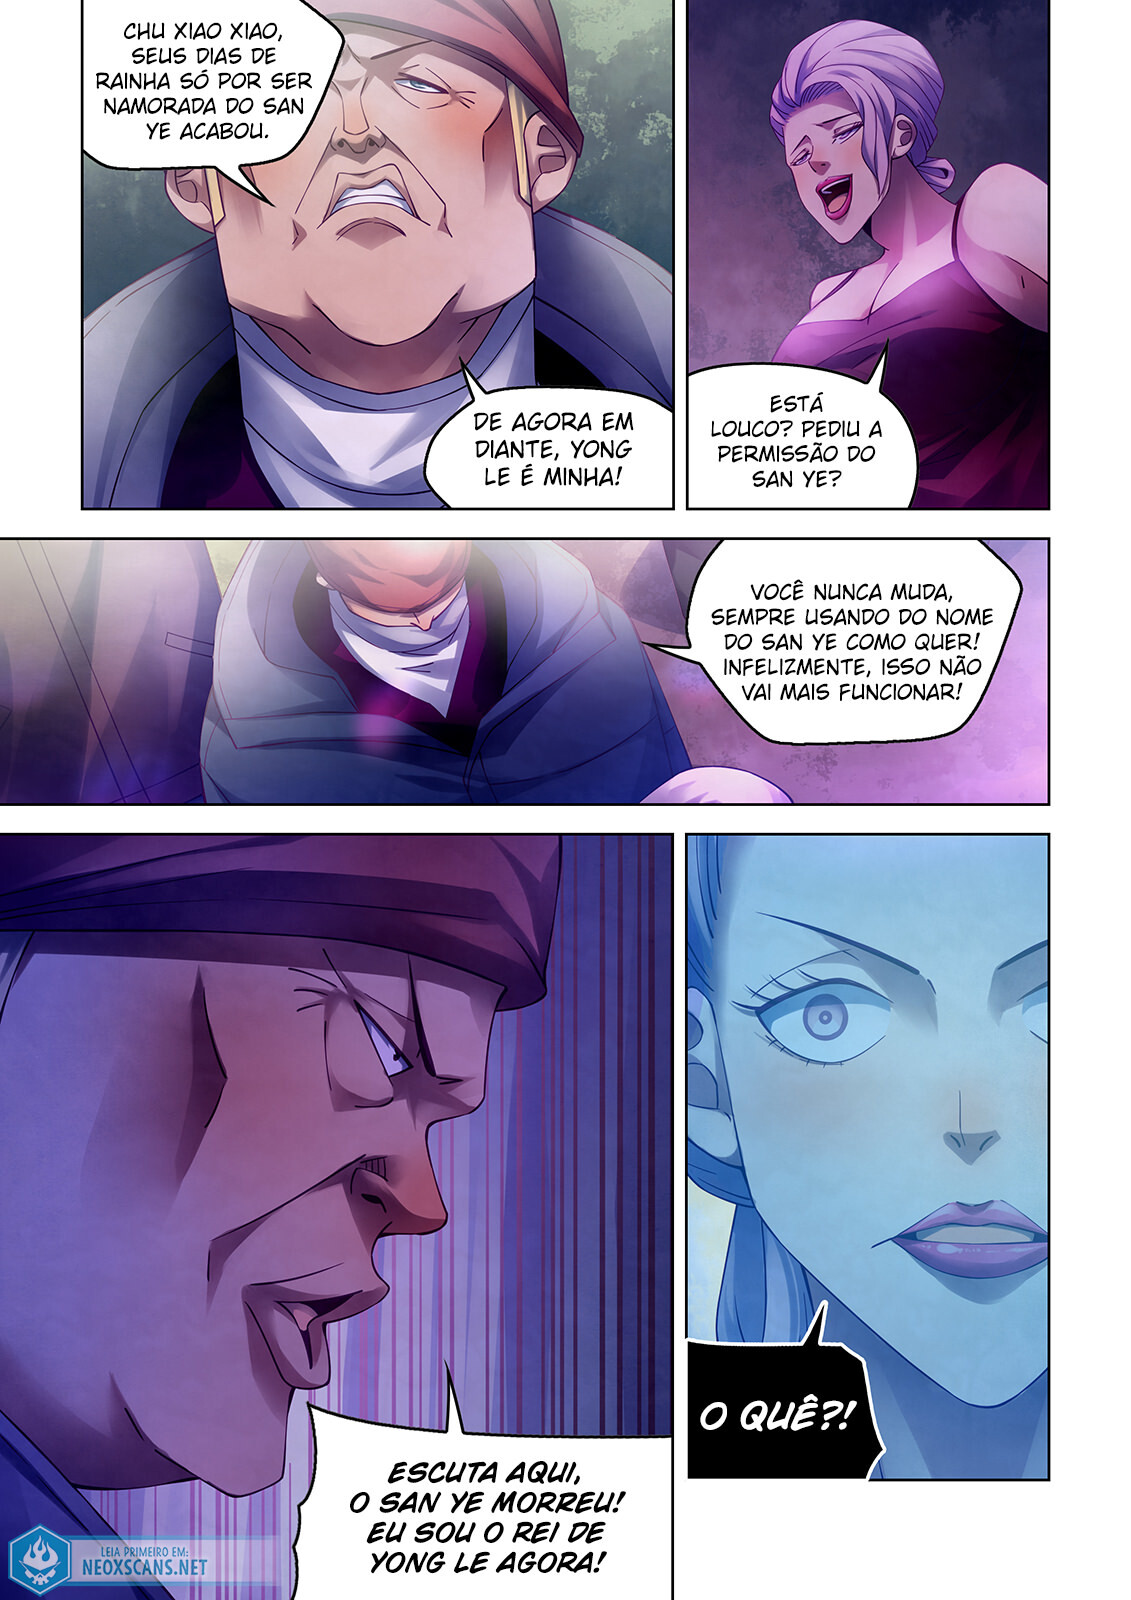 CHU XIAO XIAO,
SEUS DIAS DE
RAINHA SÓ POR SER
NAMORADA DO SAN
YE ACABOU.
DE AGORA EM
DIANTE, YONG
LE É MINHA!
ESTÁ
LOUCO? PEDIU A
PERMISSÃO DO
SAN YE?
VOCÊ NUNCA MUDA,
SEMPRE USANDO DO NOME
DO SAN YE COMO QUER!
INFELIZMENTE, ISSO NÃO
VAI MAIS FUNCIONAR!
ESCUTA AQUI,
O SAN YE MORREU!
EU SOU O REI DE
YONG LE AGORA!
O QUÊ?!
LEIA PRIMEIRO EM:
NEOXSCANS.NET